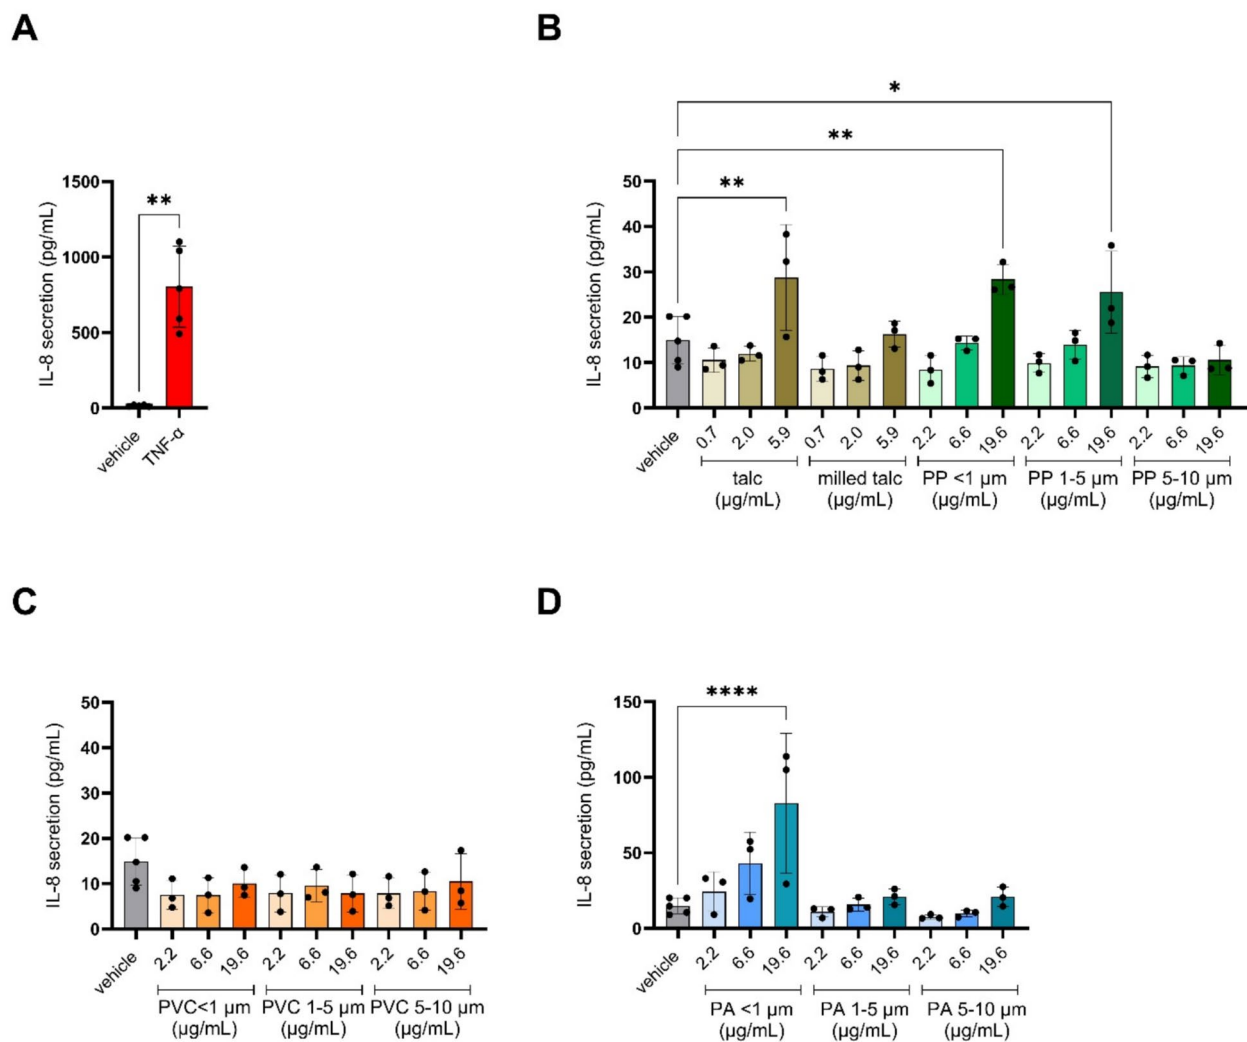 A
B
IL-8 secretion (pg/mL)
1500
1000
500
0
**
vehicle
TNF-α
IL-8 secretion (pg/mL)
50
40
30
20
10
0
*
**
**
vehicle
0.7 2.0 5.9 0.7 2.0 5.9 2.2 6.6 19.6 2.2 6.6 19.6 2.2 6.6 19.6
talc milled talc PP <1 µm PP 1-5 µm PP 5-10 µm
(µg/mL) (µg/mL) (µg/mL) (µg/mL) (µg/mL)
C
D
IL-8 secretion (pg/mL)
50
40
30
20
10
0
vehicle
2.2 6.6 19.6 2.2 6.6 19.6 2.2 6.6 19.6
PVC<1 µm PVC 1-5 µm PVC 5-10 µm
(µg/mL) (µg/mL) (µg/mL)
IL-8 secretion (pg/mL)
150
100
50
0
****
vehicle
2.2 6.6 19.6 2.2 6.6 19.6 2.2 6.6 19.6
PA <1 µm PA 1-5 µm PA 5-10 µm
(µg/mL) (µg/mL) (µg/mL)